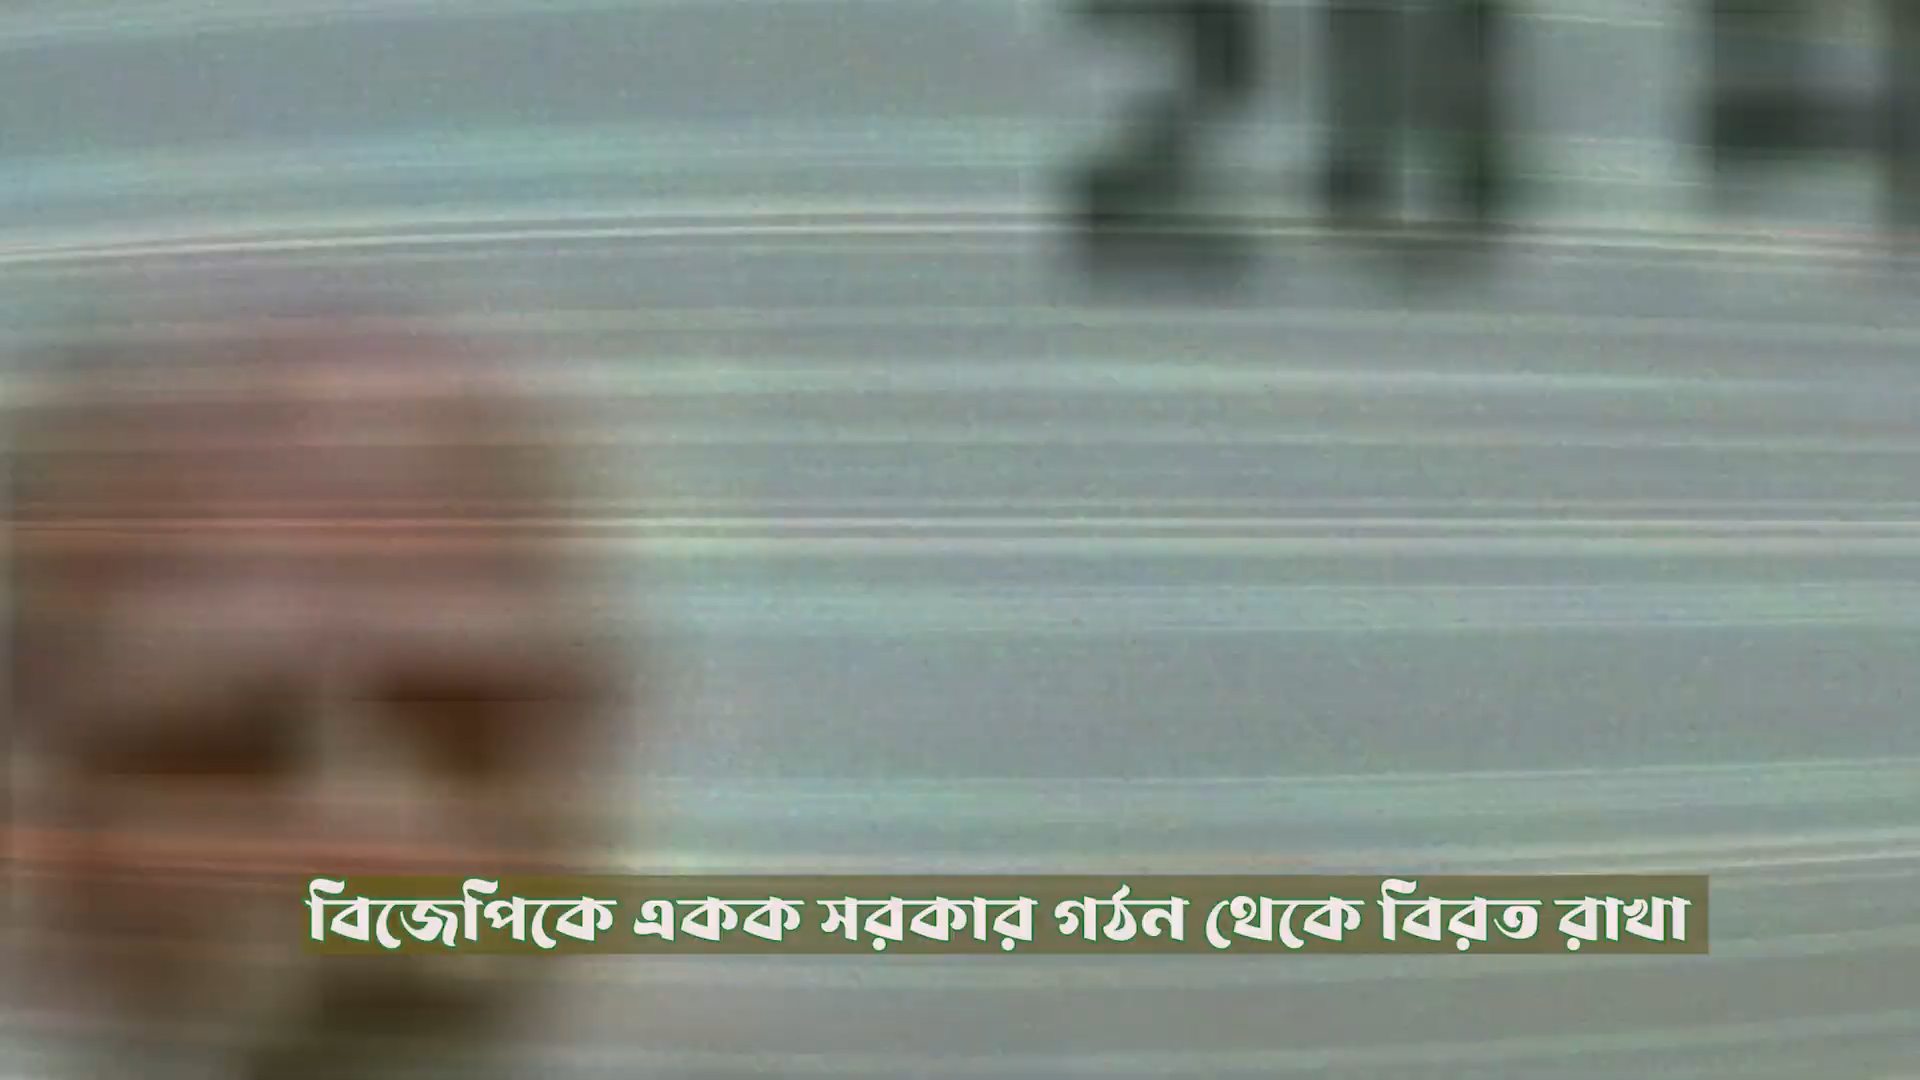 বিজেপিকে একক সরকার গঠন থেকে বিরত রাখা